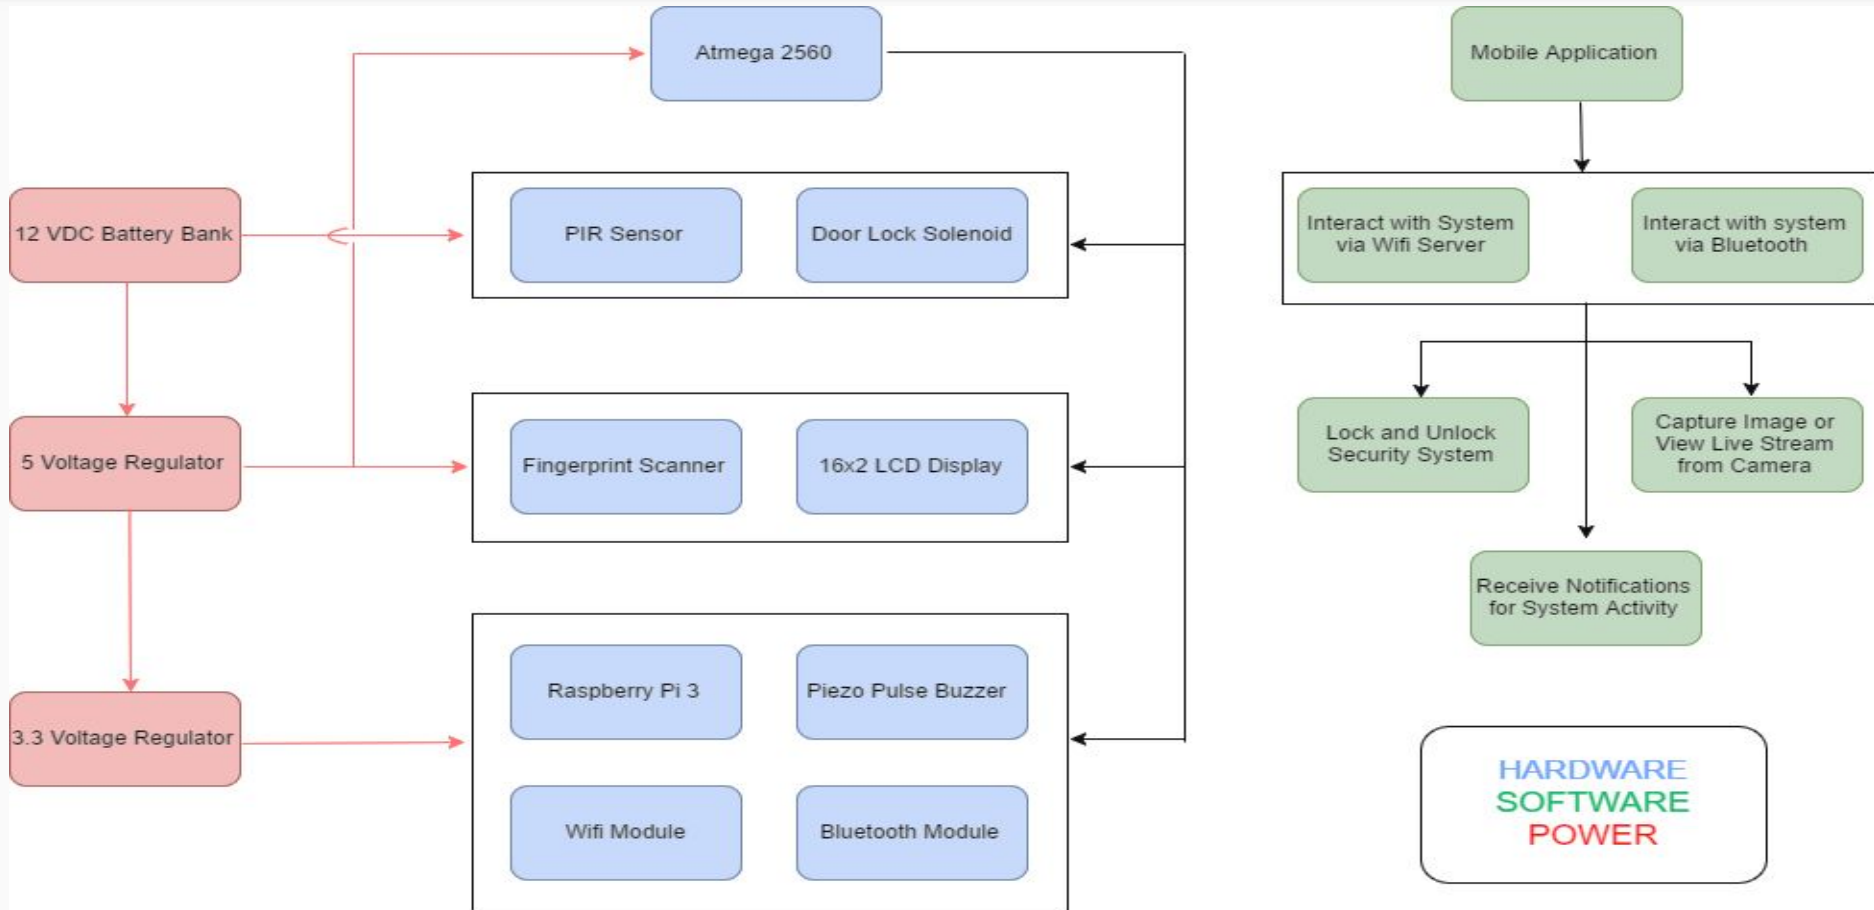 Atmega 2560
Mobile Application
12 VDC Battery Bank
PIR Sensor
Door Lock Solenoid
Interact with System
via Wifi Server
Interact with system
via Bluetooth
5 Voltage Regulator
Fingerprint Scanner
16x2 LCD Display
Lock and Unlock
Security System
Capture Image or
View Live Stream
from Camera
Receive Notifications
for System Activity
3.3 Voltage Regulator
Raspberry Pi 3
Piezo Pulse Buzzer
Wifi Module
Bluetooth Module
HARDWARE
SOFTWARE
POWER